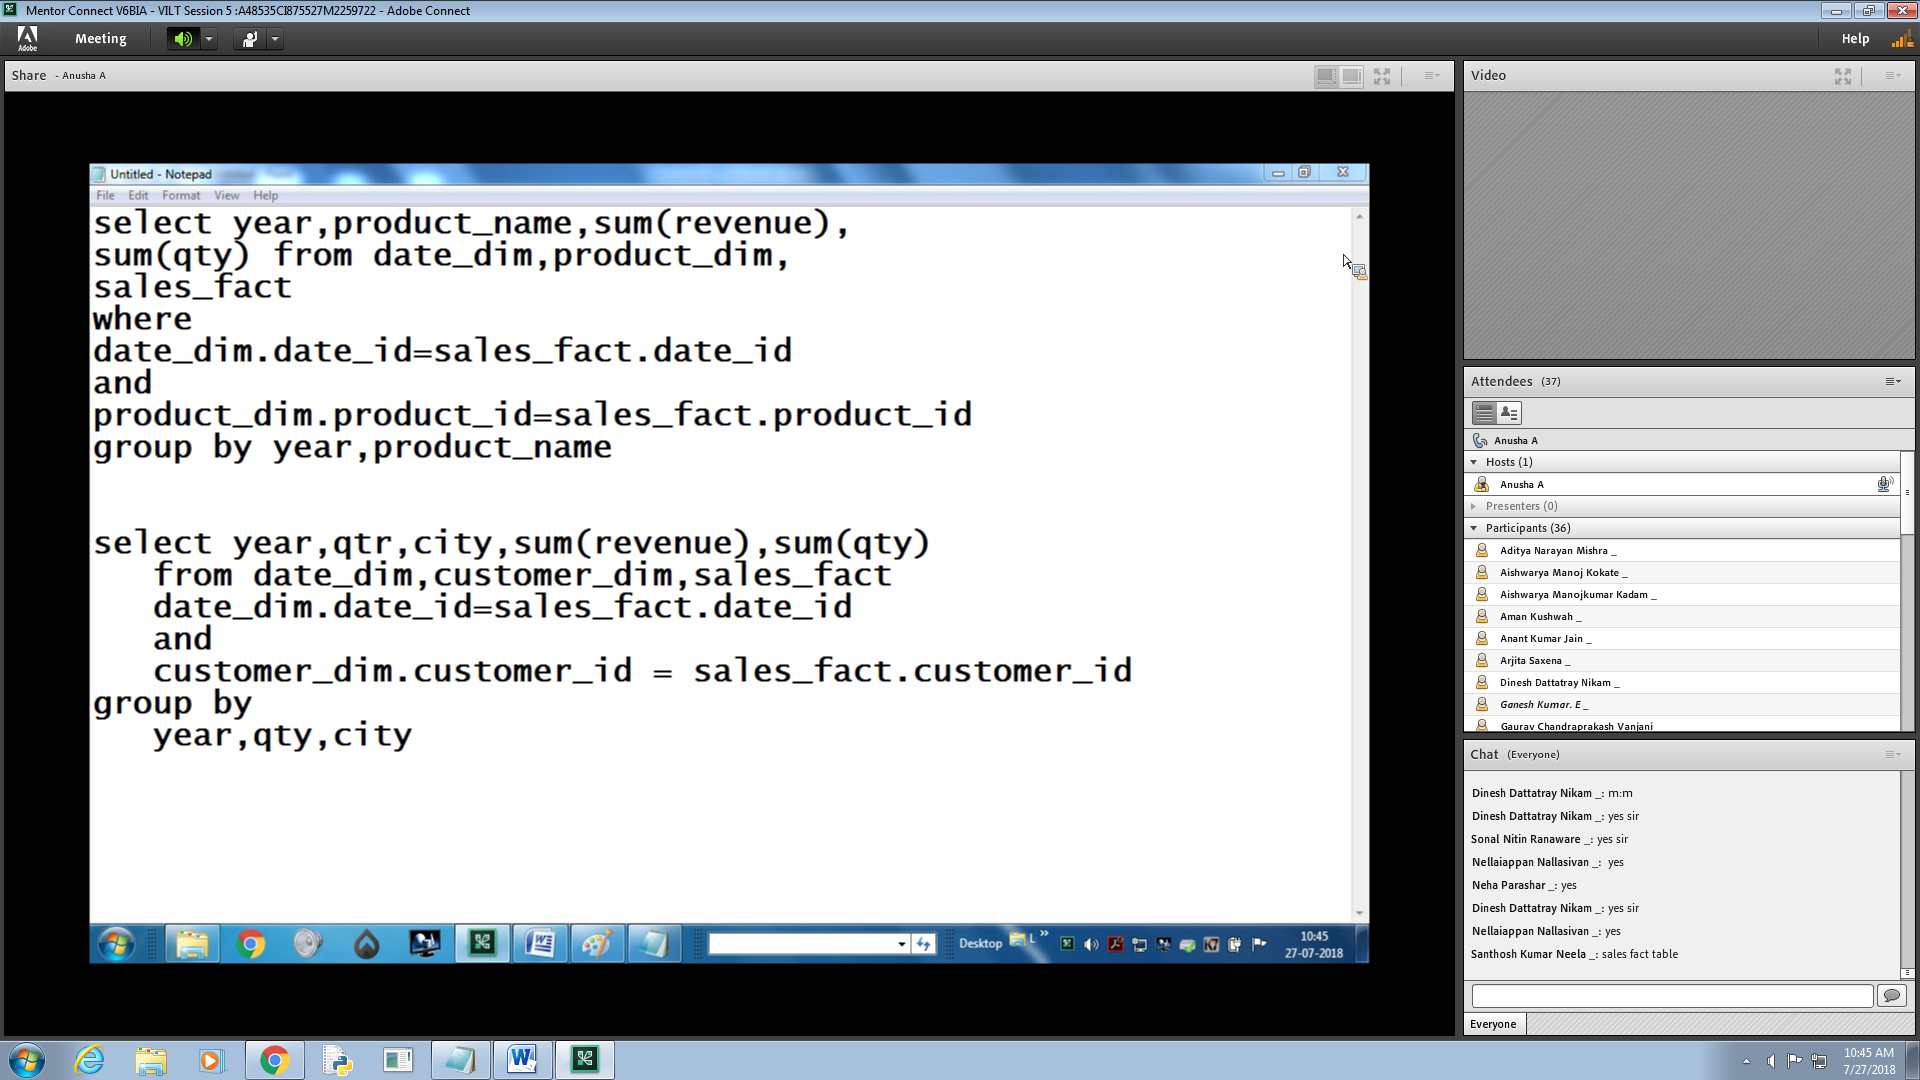 Mentor Connect V6BIA - VILT Session 5 :A48535CI875527M2259722 - Adobe Connect
Adobe
Meeting
Help
Share - Anusha A
Untitled - Notepad
File Edit Format View Help
select year,product_name,sum(revenue),
sum(qty) from date_dim,product_dim,
sales_fact
where
date_dim.date_id=sales_fact.date_id
and
product_dim.product_id=sales_fact.product_id
group by year,product_name
select year,qtr,city,sum(revenue),sum(qty)
from date_dim,customer_dim,sales_fact
date_dim.date_id=sales_fact.date_id
and
customer_dim.customer_id = sales_fact.customer_id
group by
year,qty,city
Desktop L »
10:45
27-07-2018
Video
Attendees (37)
Anusha A
Hosts (1)
Anusha A
Presenters (0)
Participants (36)
Aditya Narayan Mishra _
Aishwarya Manoj Kokate _
Aishwarya Manojkumar Kadam _
Aman Kushwah _
Anant Kumar Jain _
Arjita Saxena _
Dinesh Dattatray Nikam _
Ganesh Kumar. E _
Gaurav Chandraprakash Vanjani
Chat (Everyone)
Dinesh Dattatray Nikam _: m:m
Dinesh Dattatray Nikam _: yes sir
Sonal Nitin Ranaware _: yes sir
Nellaiappan Nallasivan _: yes
Neha Parashar _: yes
Dinesh Dattatray Nikam _: yes sir
Nellaiappan Nallasivan _: yes
Santhosh Kumar Neela _: sales fact table
Everyone
10:45 AM
7/27/2018